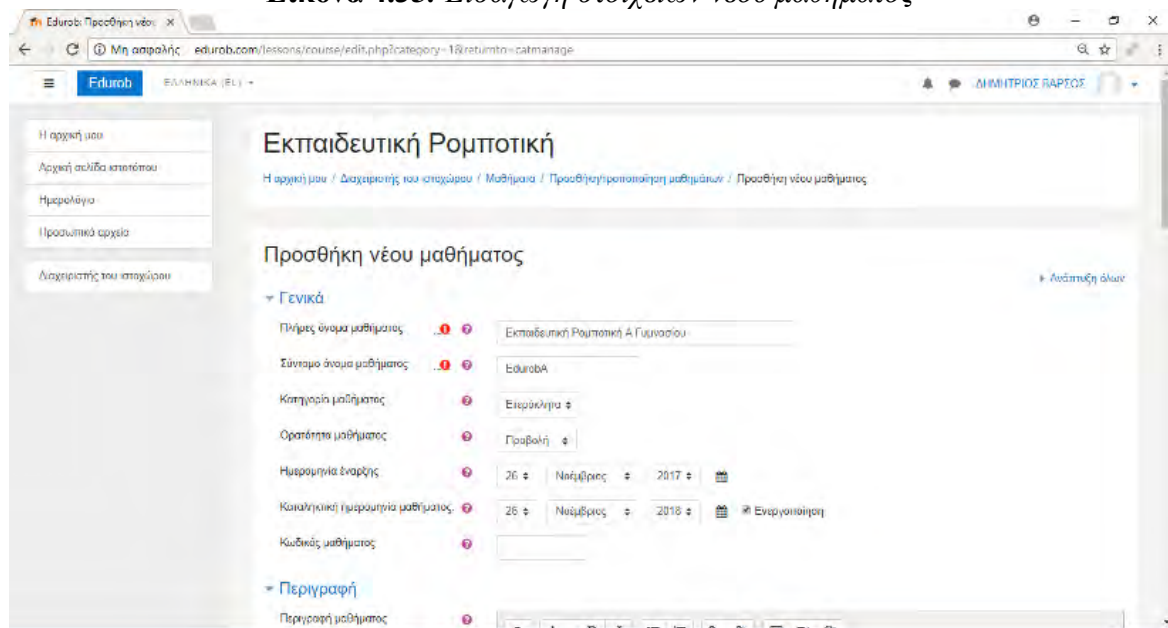 Εικόνα 4.33: Εισαγωγή στοιχείων νέου μαθήματος
Edurob: Προσθήκη νέο
Μη ασφαλής edurob.com/lessons/course/edit.php?category=1&returnto=catmanage
Edurob ΕΛΛΗΝΙΚΆ (EL) ΔΗΜΗΤΡΙΟΣ ΒΑΡΣΟΣ
Η αρχική μου
Αρχική σελίδα ιστοτόπου
Ημερολόγιο
Προσωπικά αρχεία
Διαχειριστής του ιστοχώρου
Εκπαιδευτική Ρομποτική
Η αρχική μου / Διαχειριστής του ιστοχώρου / Μαθήματα / Προσθήκη/τροποποίηση μαθημάτων / Προσθήκη νέου μαθήματος
Προσθήκη νέου μαθήματος
Ανάπτυξη όλων
Γενικά
Πλήρες όνομα μαθήματος Εκπαιδευτική Ρομποτική Α Γυμνασίου
Σύντομο όνομα μαθήματος EdurobA
Κατηγορία μαθήματος Ετερόκλητα
Ορατότητα μαθήματος Προβολή
Ημερομηνία έναρξης 26 Νοέμβριος 2017
Καταληκτική ημερομηνία μαθήματος 26 Νοέμβριος 2018 Ενεργοποίηση
Κωδικός μαθήματος
Περιγραφή
Περιγραφή μαθήματος